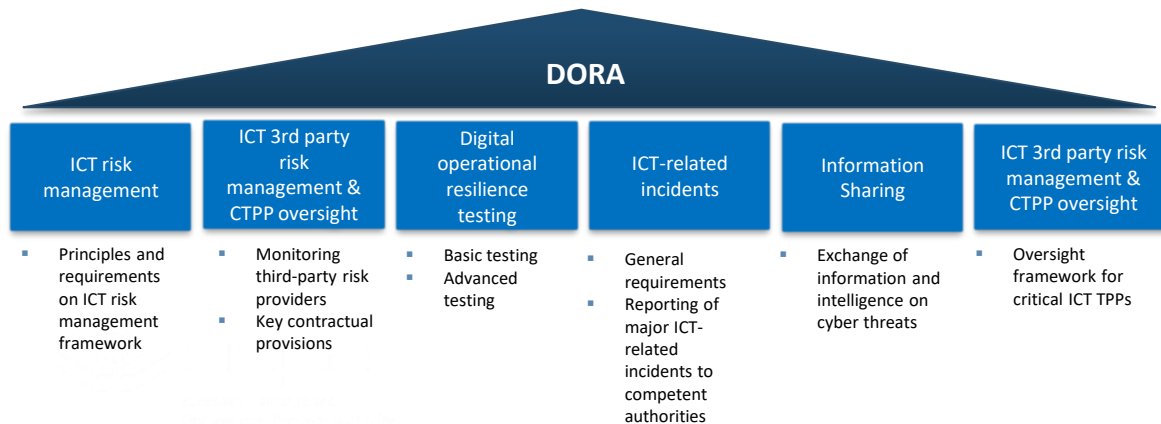 DORA
ICT risk
management
ICT 3rd party
risk
management &
CTPP oversight
Digital
operational
resilience
testing
ICT-related
incidents
Information
Sharing
ICT 3rd party risk
management &
CTPP oversight
▪ Principles and
requirements
on ICT risk
management
framework
▪ Monitoring
third-party risk
providers
▪ Key contractual
provisions
▪ Basic testing
▪ Advanced
testing
▪ General
requirements
▪ Reporting of
major ICT-
related
incidents to
competent
authorities
▪ Exchange of
information and
intelligence on
cyber threats
▪ Oversight
framework for
critical ICT TPPs